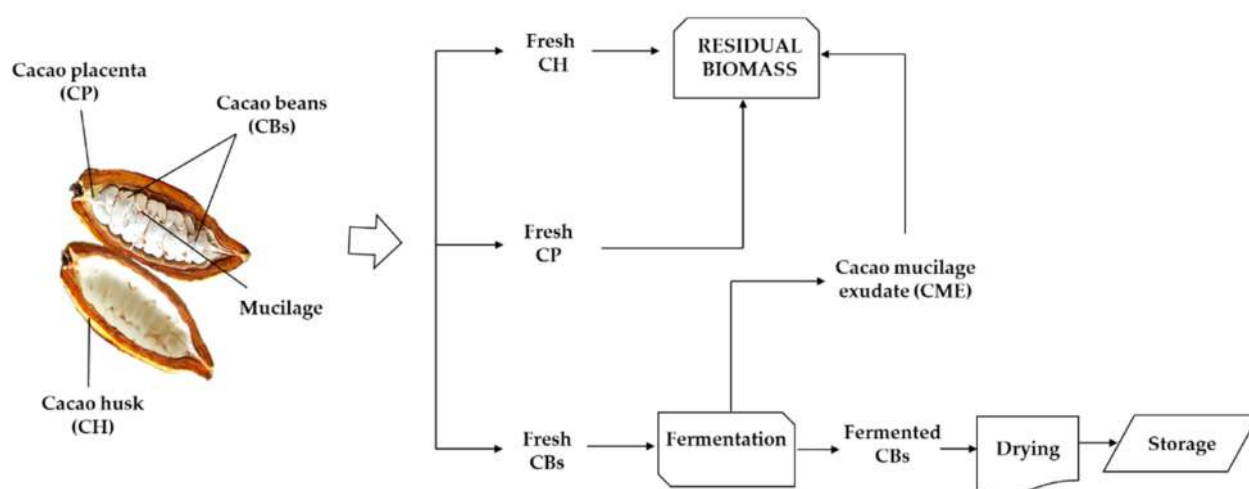 Cacao placenta
(CP)
Cacao beans
(CBs)
Mucilage
Cacao husk
(CH)
Fresh
CH
RESIDUAL
BIOMASS
Fresh
CP
Cacao mucilage
exudate (CME)
Fresh
CBs
Fermentation
Fermented
CBs
Drying
Storage